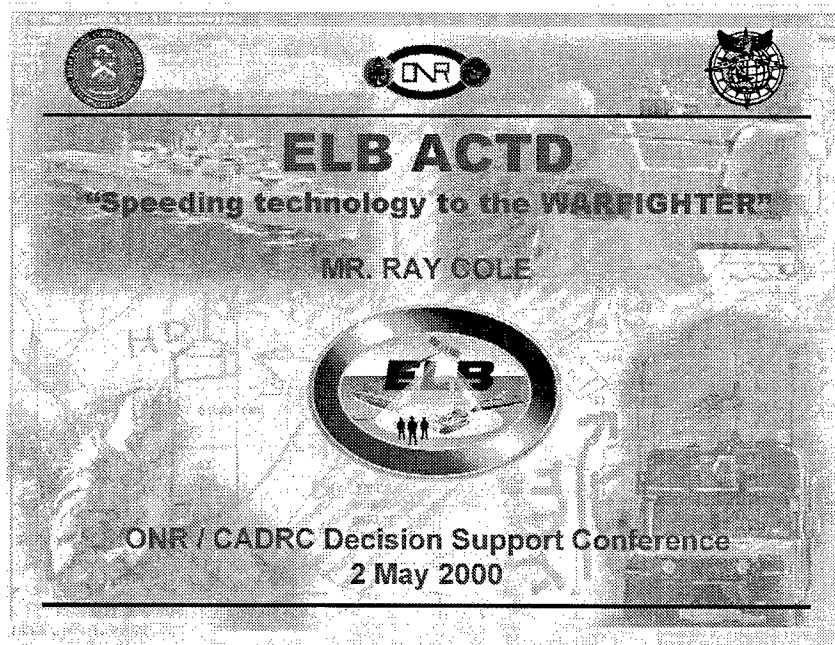 ONR
ELB ACTD
"Speeding technology to the WARFIGHTER"
MR. RAY COLE
ELB
ONR / CADRC Decision Support Conference
2 May 2000